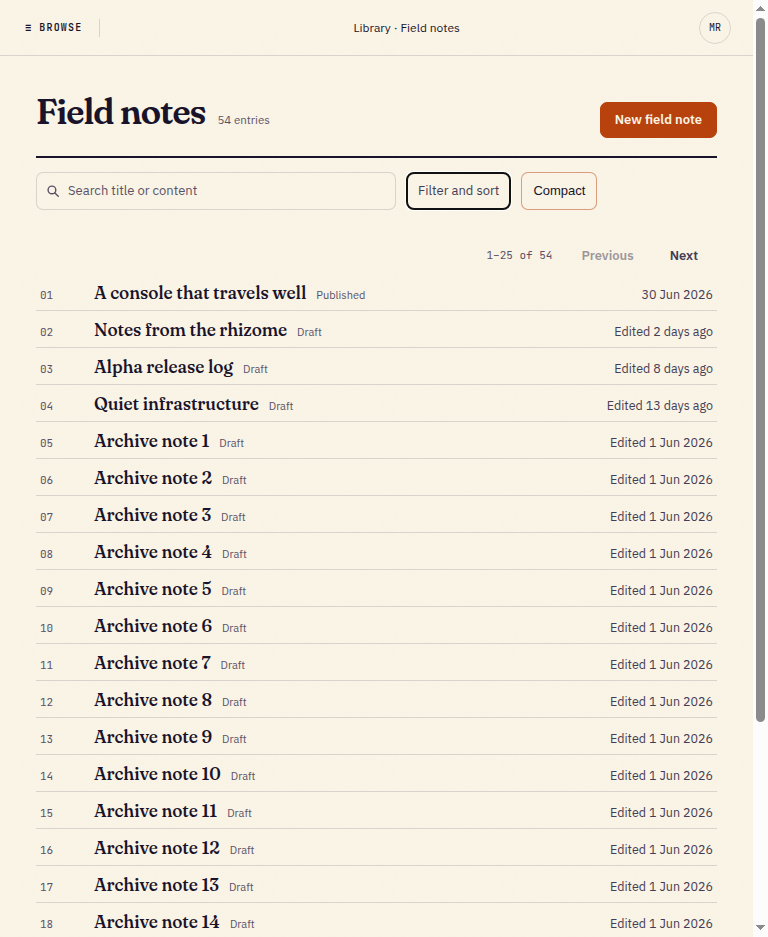 ≡ BROWSE
Library · Field notes
MR
Field notes 54 entries
New field note
Search title or content
Filter and sort
Compact
1–25 of 54 Previous Next
01 A console that travels well Published 30 Jun 2026
02 Notes from the rhizome Draft Edited 2 days ago
03 Alpha release log Draft Edited 8 days ago
04 Quiet infrastructure Draft Edited 13 days ago
05 Archive note 1 Draft Edited 1 Jun 2026
06 Archive note 2 Draft Edited 1 Jun 2026
07 Archive note 3 Draft Edited 1 Jun 2026
08 Archive note 4 Draft Edited 1 Jun 2026
09 Archive note 5 Draft Edited 1 Jun 2026
10 Archive note 6 Draft Edited 1 Jun 2026
11 Archive note 7 Draft Edited 1 Jun 2026
12 Archive note 8 Draft Edited 1 Jun 2026
13 Archive note 9 Draft Edited 1 Jun 2026
14 Archive note 10 Draft Edited 1 Jun 2026
15 Archive note 11 Draft Edited 1 Jun 2026
16 Archive note 12 Draft Edited 1 Jun 2026
17 Archive note 13 Draft Edited 1 Jun 2026
18 Archive note 14 Draft Edited 1 Jun 2026